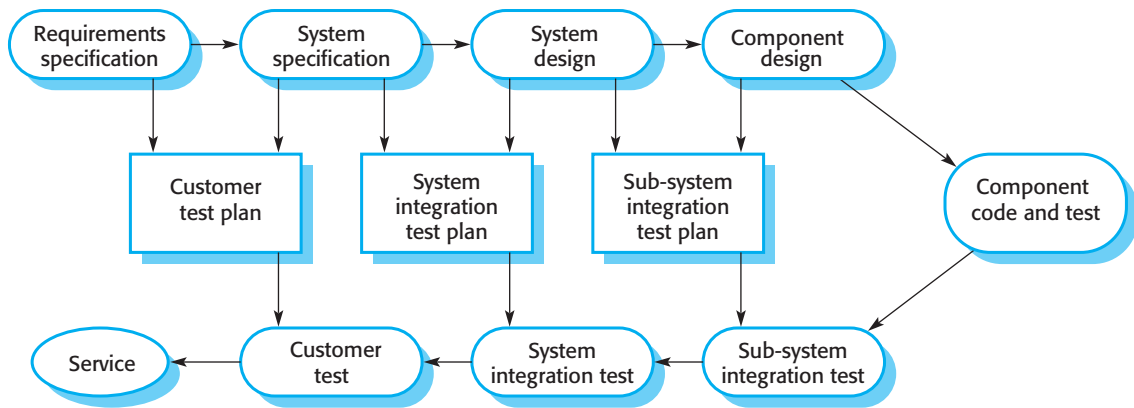 Requirements
specification
System
specification
System
design
Component
design
Customer
test plan
System
integration
test plan
Sub-system
integration
test plan
Component
code and test
Service
Customer
test
System
integration test
Sub-system
integration test